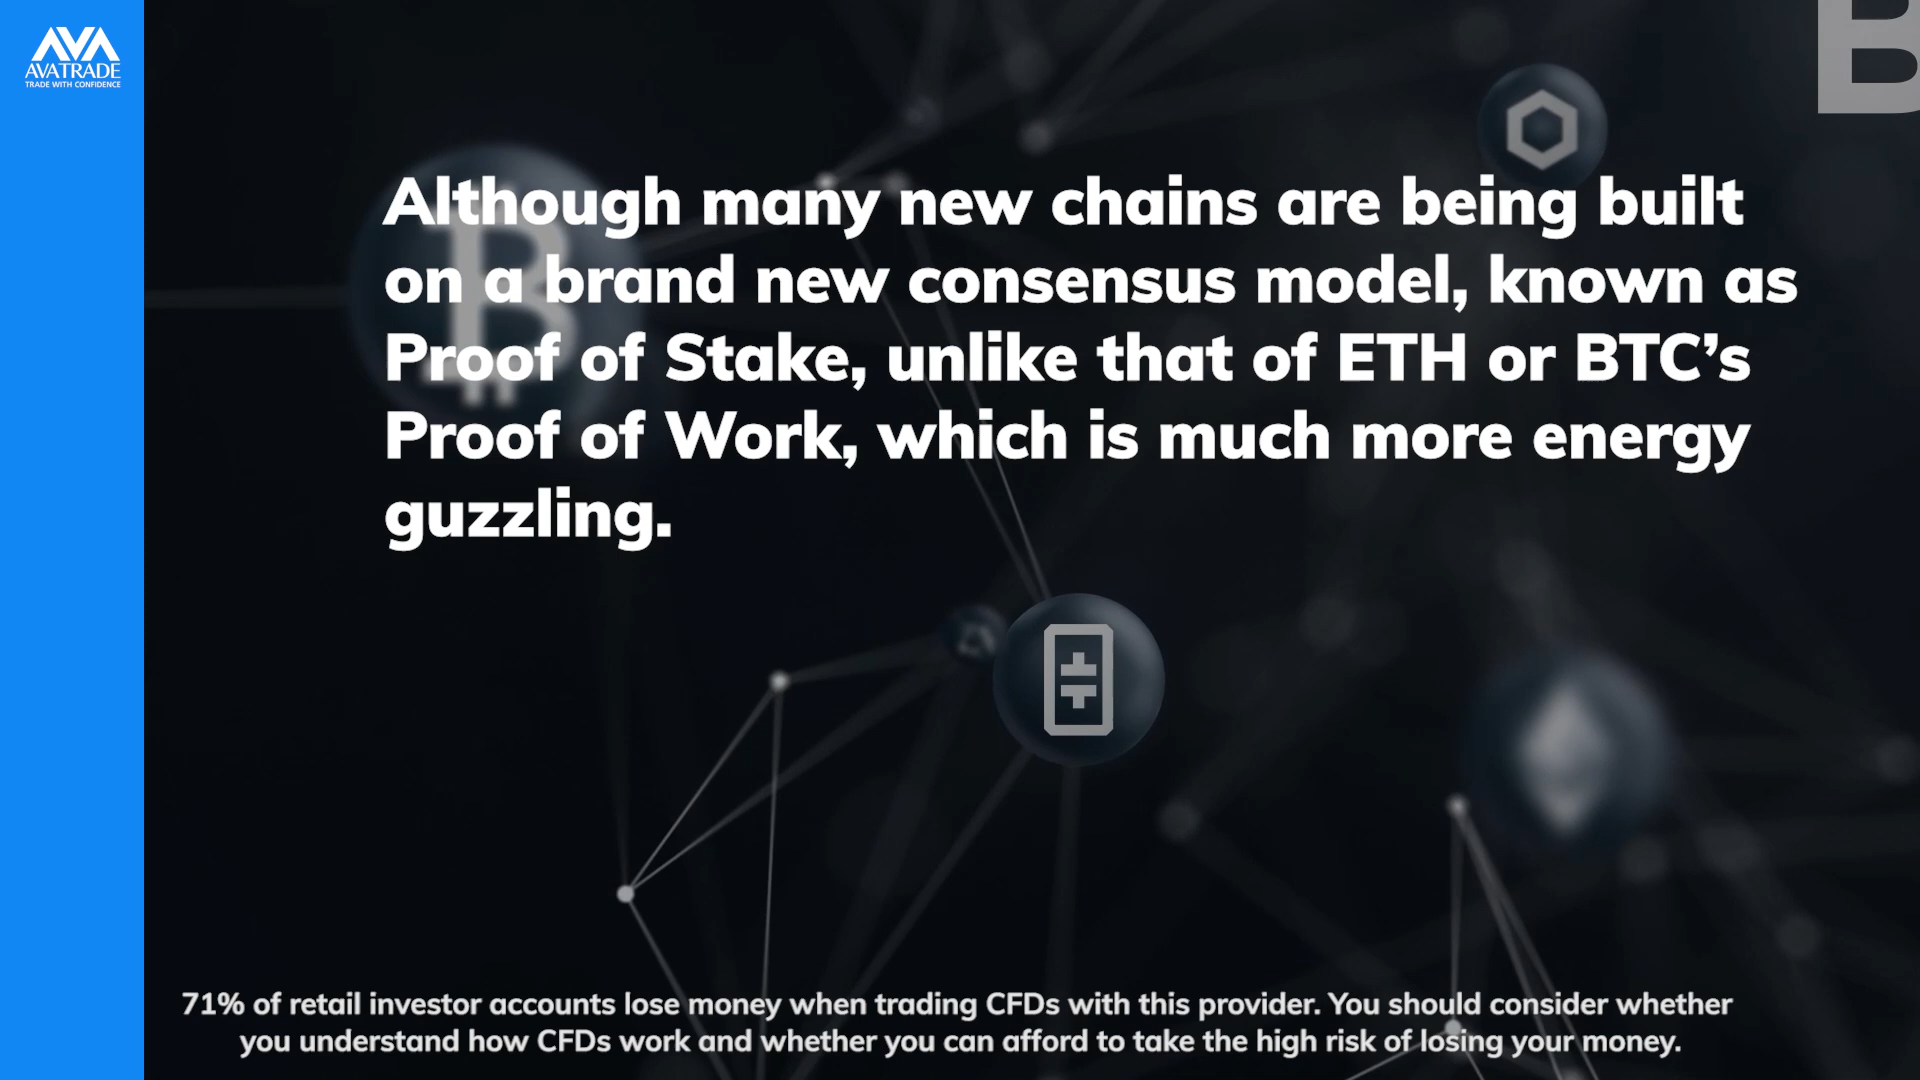 AVATRADE
TRADE WITH CONFIDENCE
B
Although many new chains are being built
on a brand new consensus model, known as
Proof of Stake, unlike that of ETH or BTC’s
Proof of Work, which is much more energy
guzzling.
71% of retail investor accounts lose money when trading CFDs with this provider. You should consider whether
you understand how CFDs work and whether you can afford to take the high risk of losing your money.